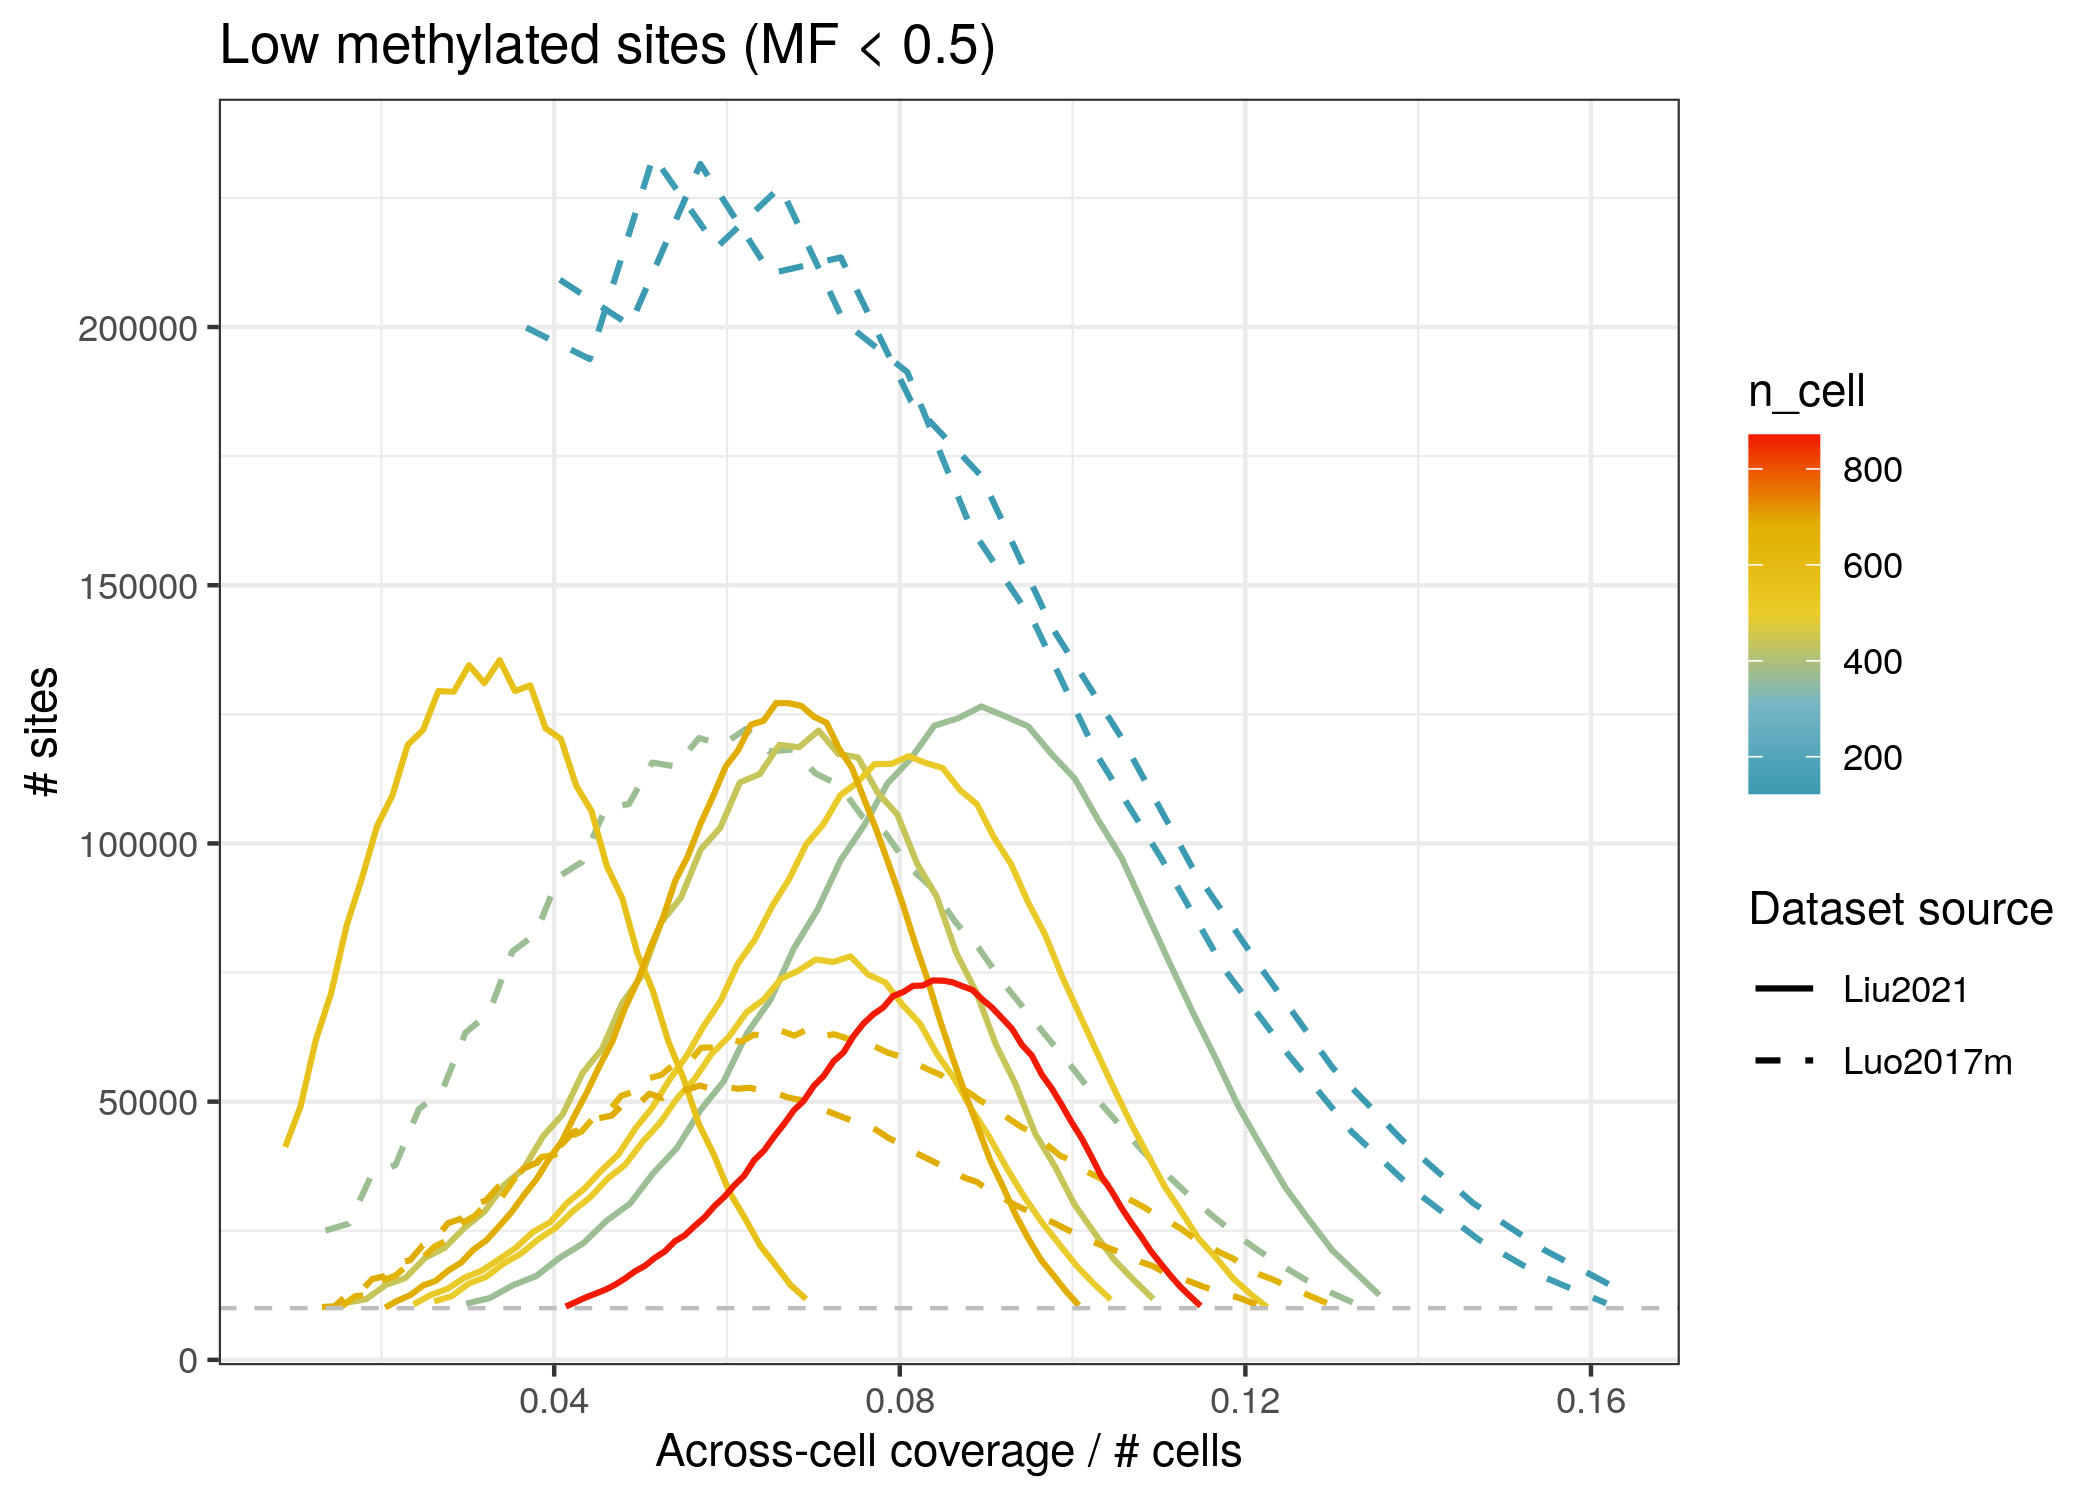 Low methylated sites (MF < 0.5)
# sites
200000
150000
100000
50000
0
0.04
0.08
0.12
0.16
Across-cell coverage / # cells
n_cell
800
600
400
200
Dataset source
Liu2021
Luo2017m